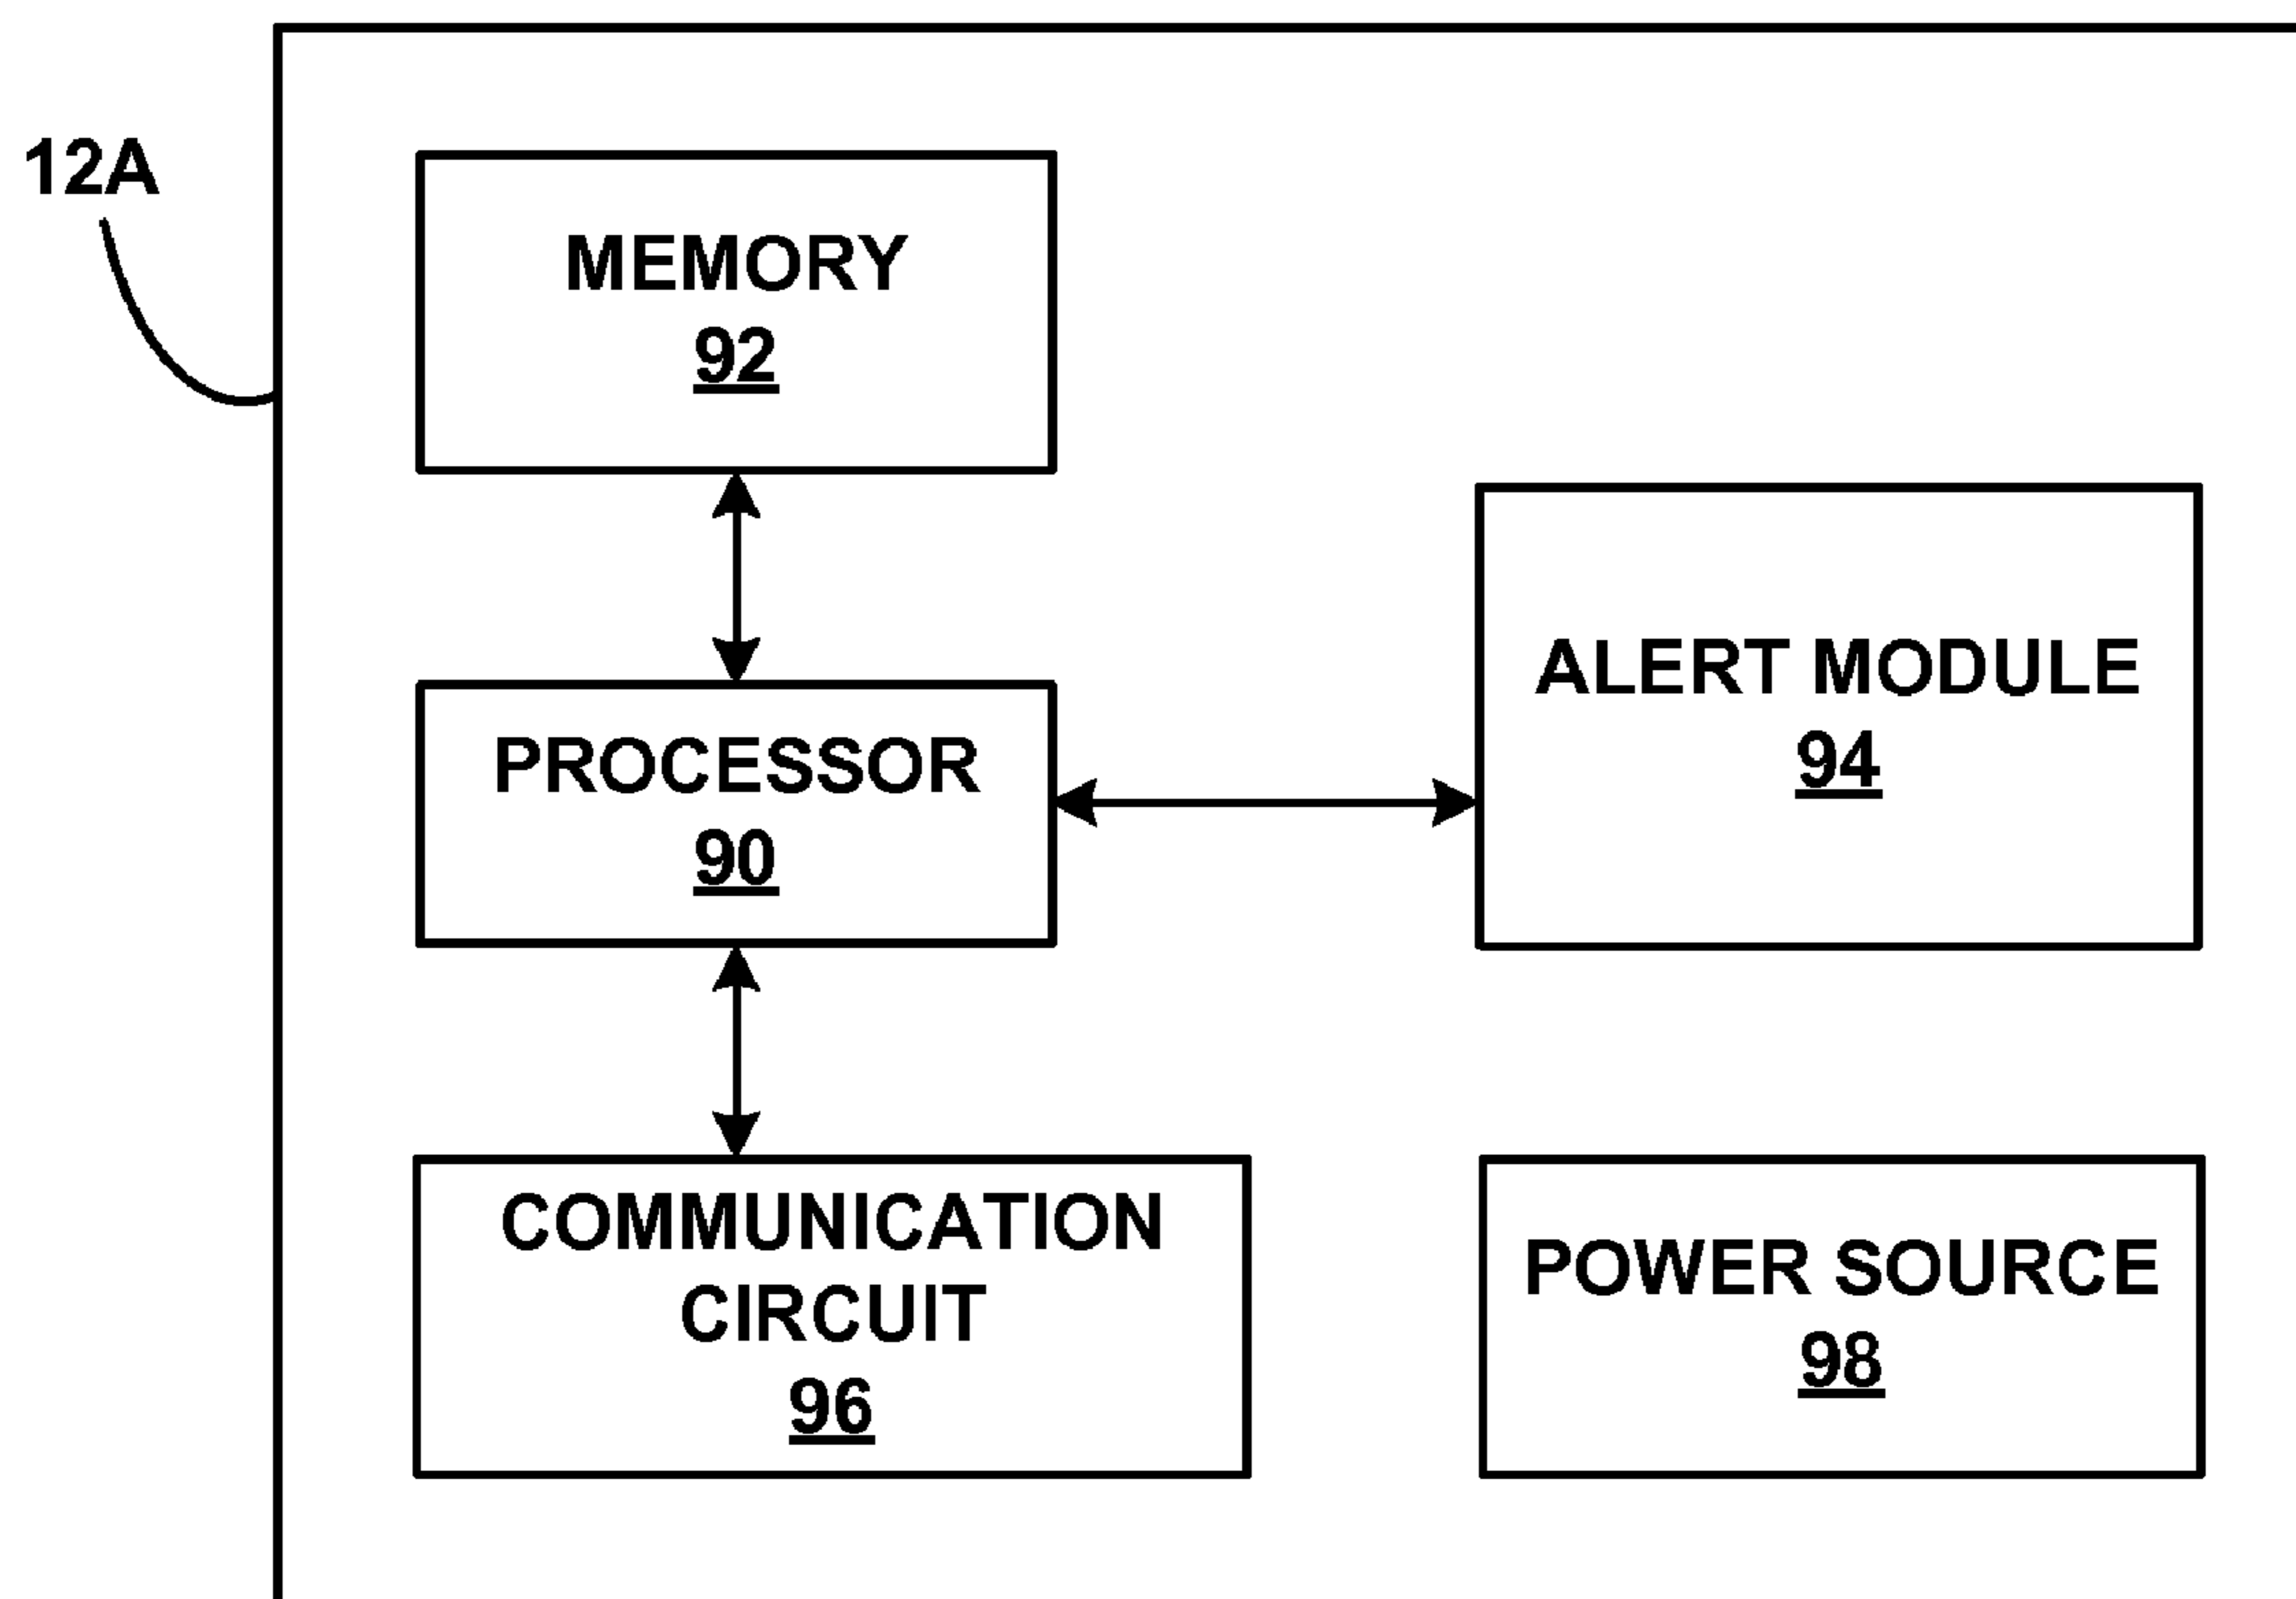 12A
MEMORY
92
PROCESSOR
90
ALERT MODULE
94
COMMUNICATION
CIRCUIT
96
POWER SOURCE
98